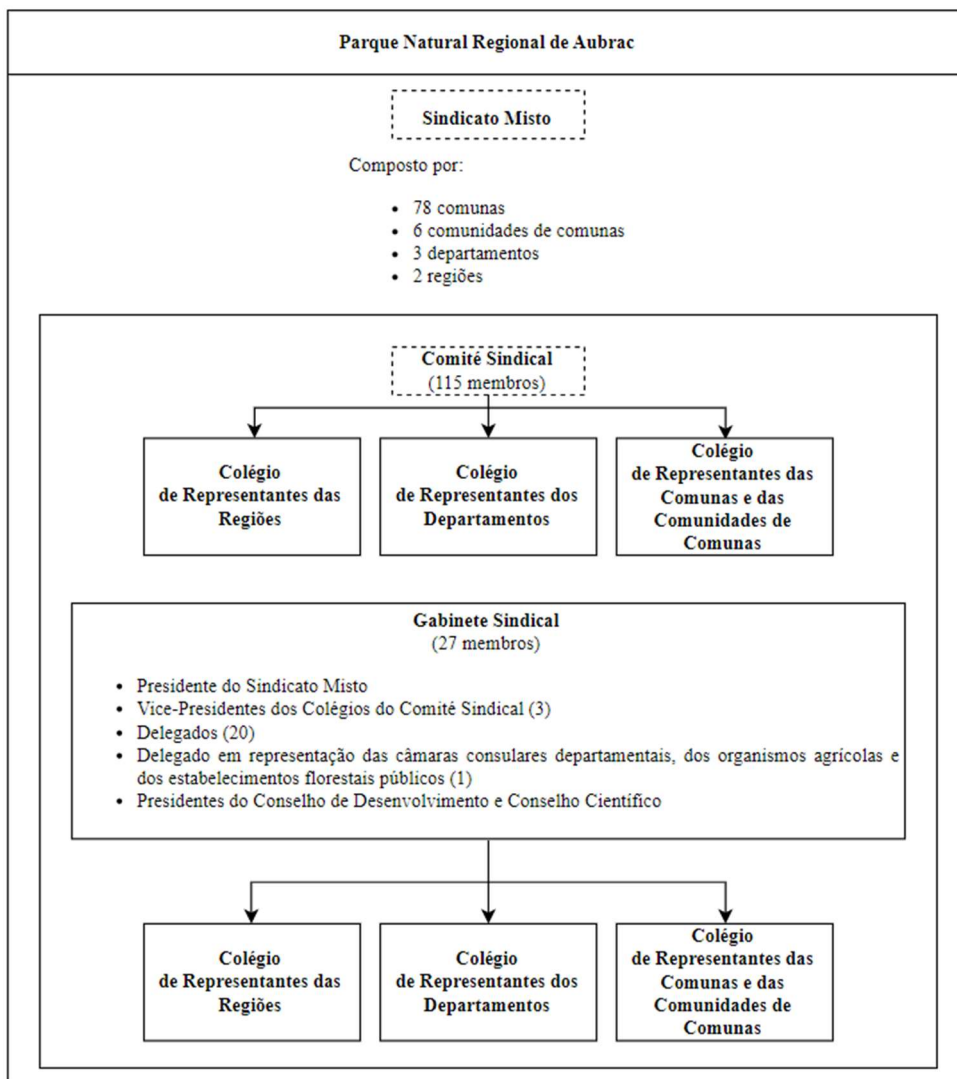 Parque Natural Regional de Aubrac
Sindicato Misto
Composto por:
• 78 comunas
• 6 comunidades de comunas
• 3 departamentos
• 2 regiões
Comité Sindical
(115 membros)
Colégio
de Representantes das
Regiões
Colégio
de Representantes dos
Departamentos
Colégio
de Representantes das
Comunas e das
Comunidades de
Comunas
Gabinete Sindical
(27 membros)
• Presidente do Sindicato Misto
• Vice-Presidentes dos Colégios do Comité Sindical (3)
• Delegados (20)
• Delegado em representação das câmaras consulares departamentais, dos organismos agrícolas e
dos estabelecimentos florestais públicos (1)
• Presidentes do Conselho de Desenvolvimento e Conselho Científico
Colégio
de Representantes das
Regiões
Colégio
de Representantes dos
Departamentos
Colégio
de Representantes das
Comunas e das
Comunidades de
Comunas